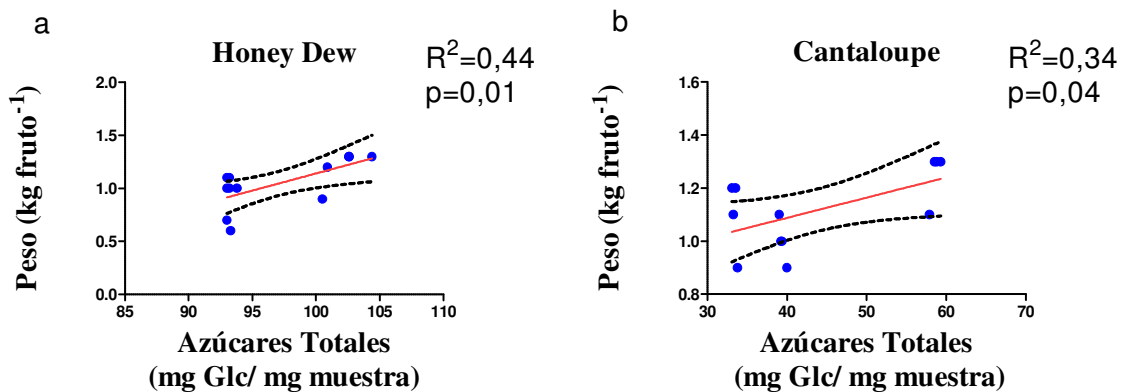 a
Honey Dew
R²=0,44
p=0,01
Peso (kg fruto⁻¹)
2.0
1.5
1.0
0.5
0.0
85 90 95 100 105 110
Azúcares Totales
(mg Glc/ mg muestra)
b
Cantaloupe
R²=0,34
p=0,04
Peso (kg fruto⁻¹)
1.6
1.4
1.2
1.0
0.8
30 40 50 60 70
Azúcares Totales
(mg Glc/ mg muestra)